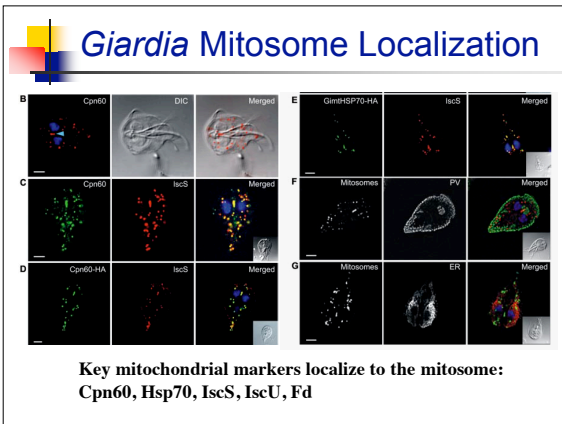 Giardia Mitosome Localization
B Cpn60 DIC Merged
C Cpn60 IscS Merged
D Cpn60-HA IscS Merged
E GimtHSP70-HA IscS Merged
F Mitosomes PV Merged
G Mitosomes ER Merged
Key mitochondrial markers localize to the mitosome:
Cpn60, Hsp70, IscS, IscU, Fd